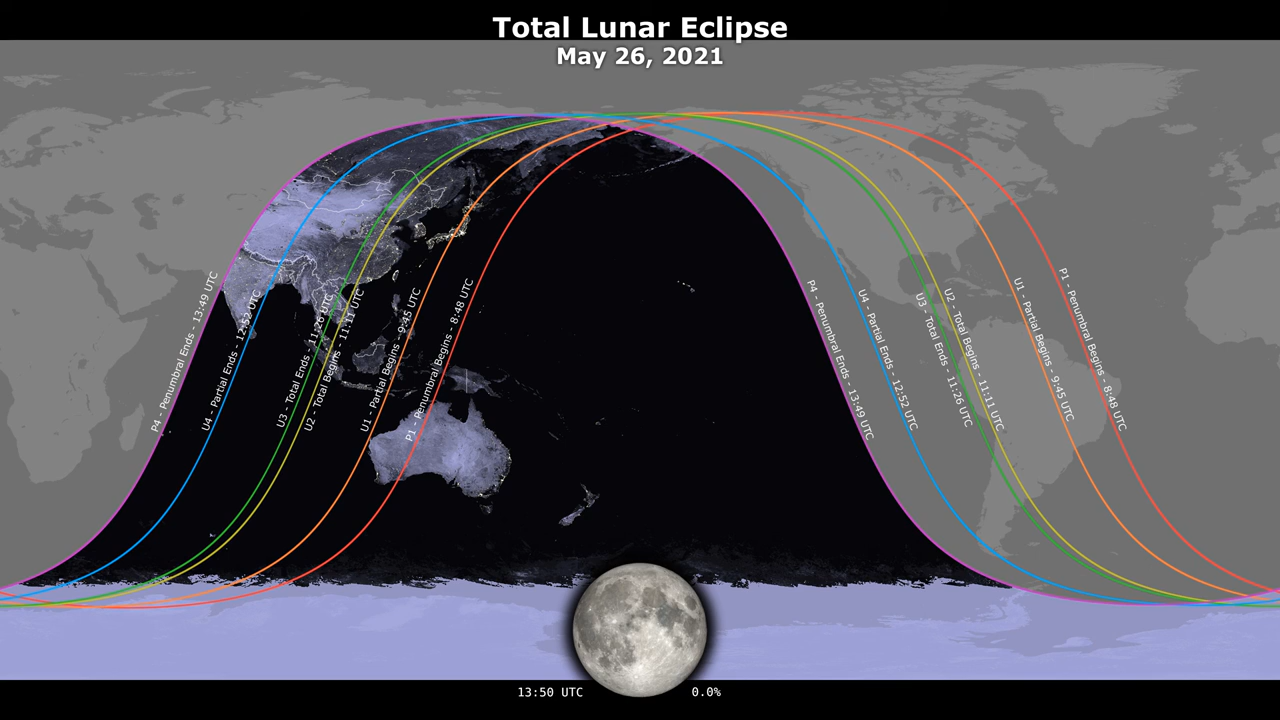 Total Lunar Eclipse
May 26, 2021
P4 - Penumbral Ends - 13:49 UTC
U4 - Partial Ends - 12:52 UTC
U3 - Total Ends - 11:26 UTC
U2 - Total Begins - 11:11 UTC
U1 - Partial Begins - 9:45 UTC
P1 - Penumbral Begins - 8:48 UTC
P4 - Penumbral Ends - 13:49 UTC
U4 - Partial Ends - 12:52 UTC
U3 - Total Ends - 11:26 UTC
U2 - Total Begins - 11:11 UTC
U1 - Partial Begins - 9:45 UTC
P1 - Penumbral Begins - 8:48 UTC
13:50 UTC
0.0%